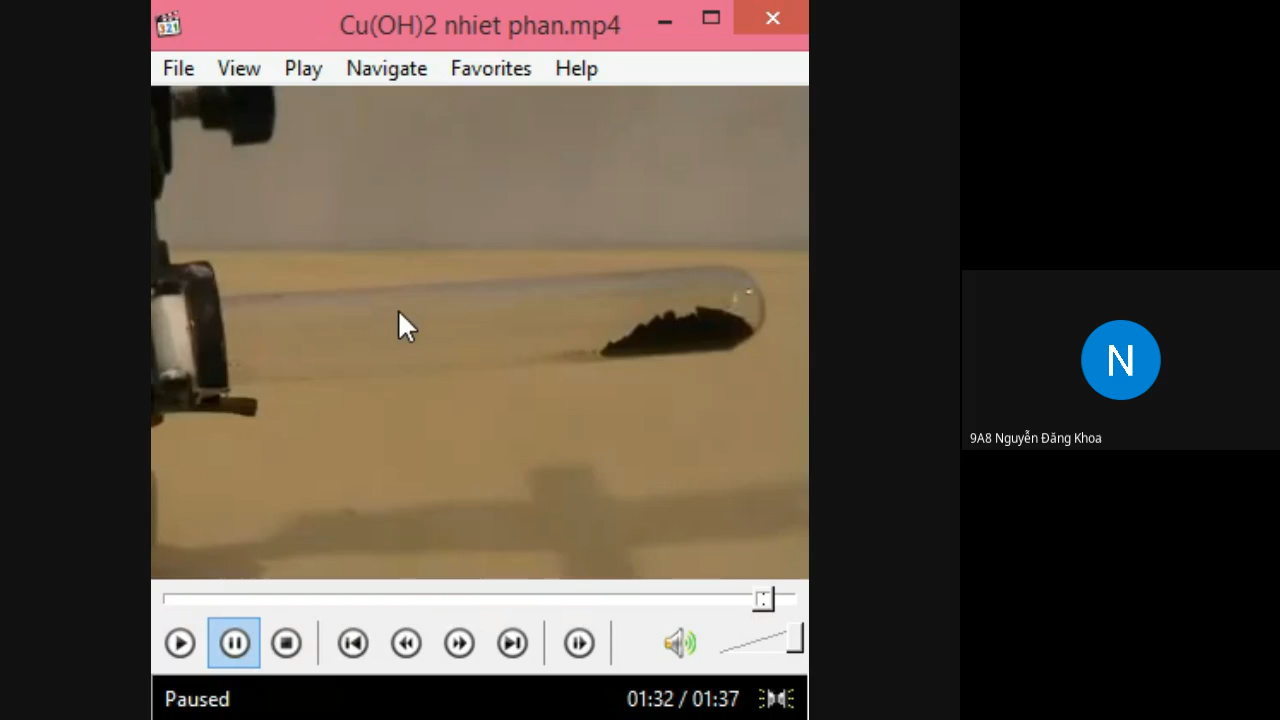 Cu(OH)2 nhiet phan.mp4
File View Play Navigate Favorites Help
N
9A8 Nguyễn Đăng Khoa
Paused 01:32 / 01:37